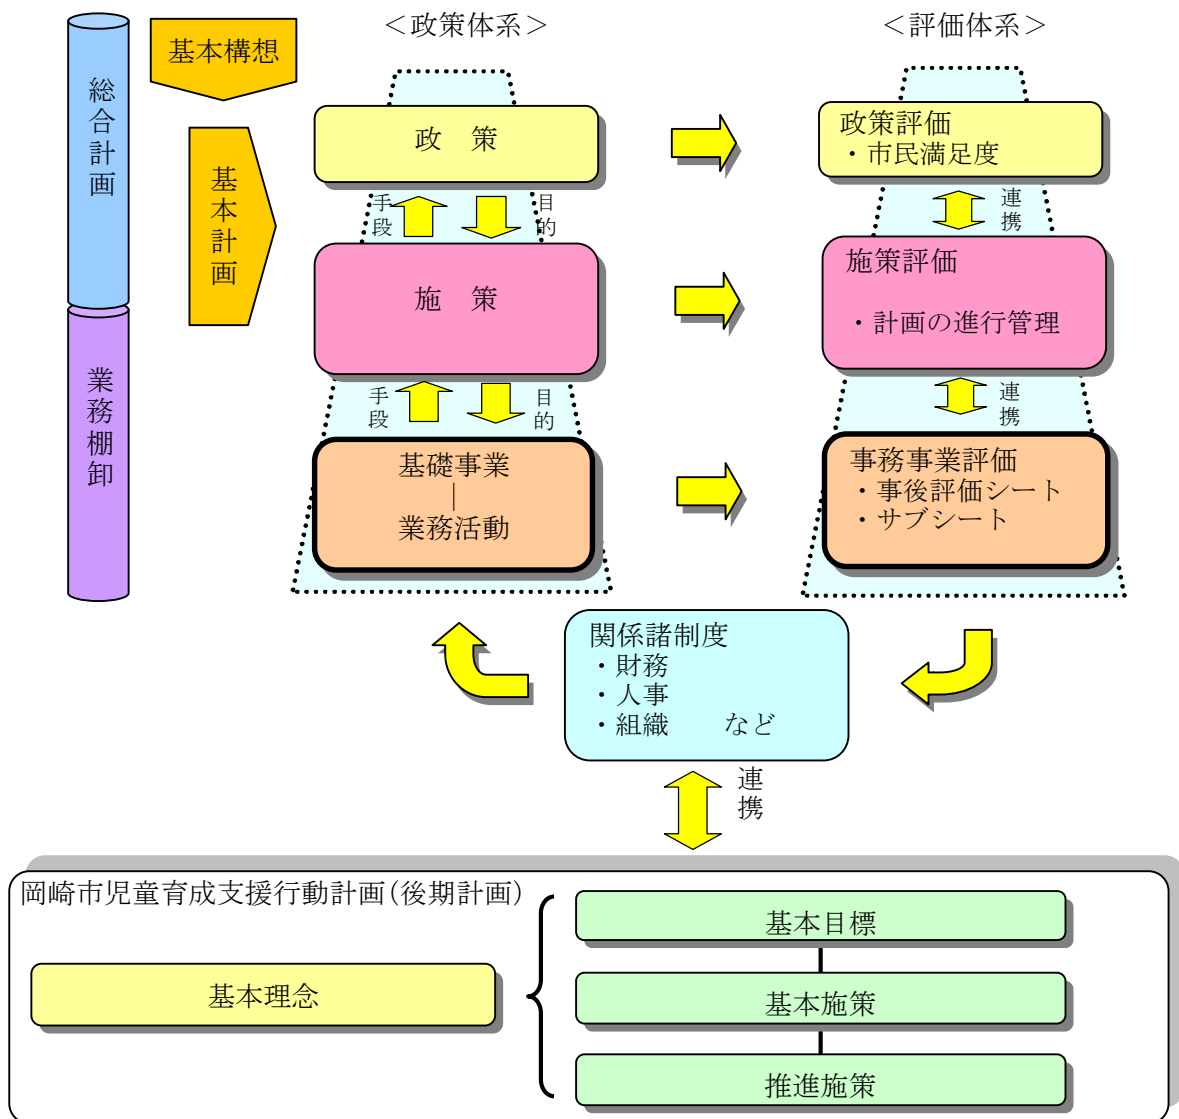 <政策体系>
<評価体系>
総合計画
業務棚卸
基本構想
基本計画
政　策
手段
目的
施　策
手段
目的
基礎事業
｜
業務活動
政策評価
・市民満足度
連携
施策評価
・計画の進行管理
連携
事務事業評価
・事後評価シート
・サブシート
関係諸制度
・財務
・人事
・組織　　など
連携
岡崎市児童育成支援行動計画(後期計画)
基本理念
基本目標
基本施策
推進施策